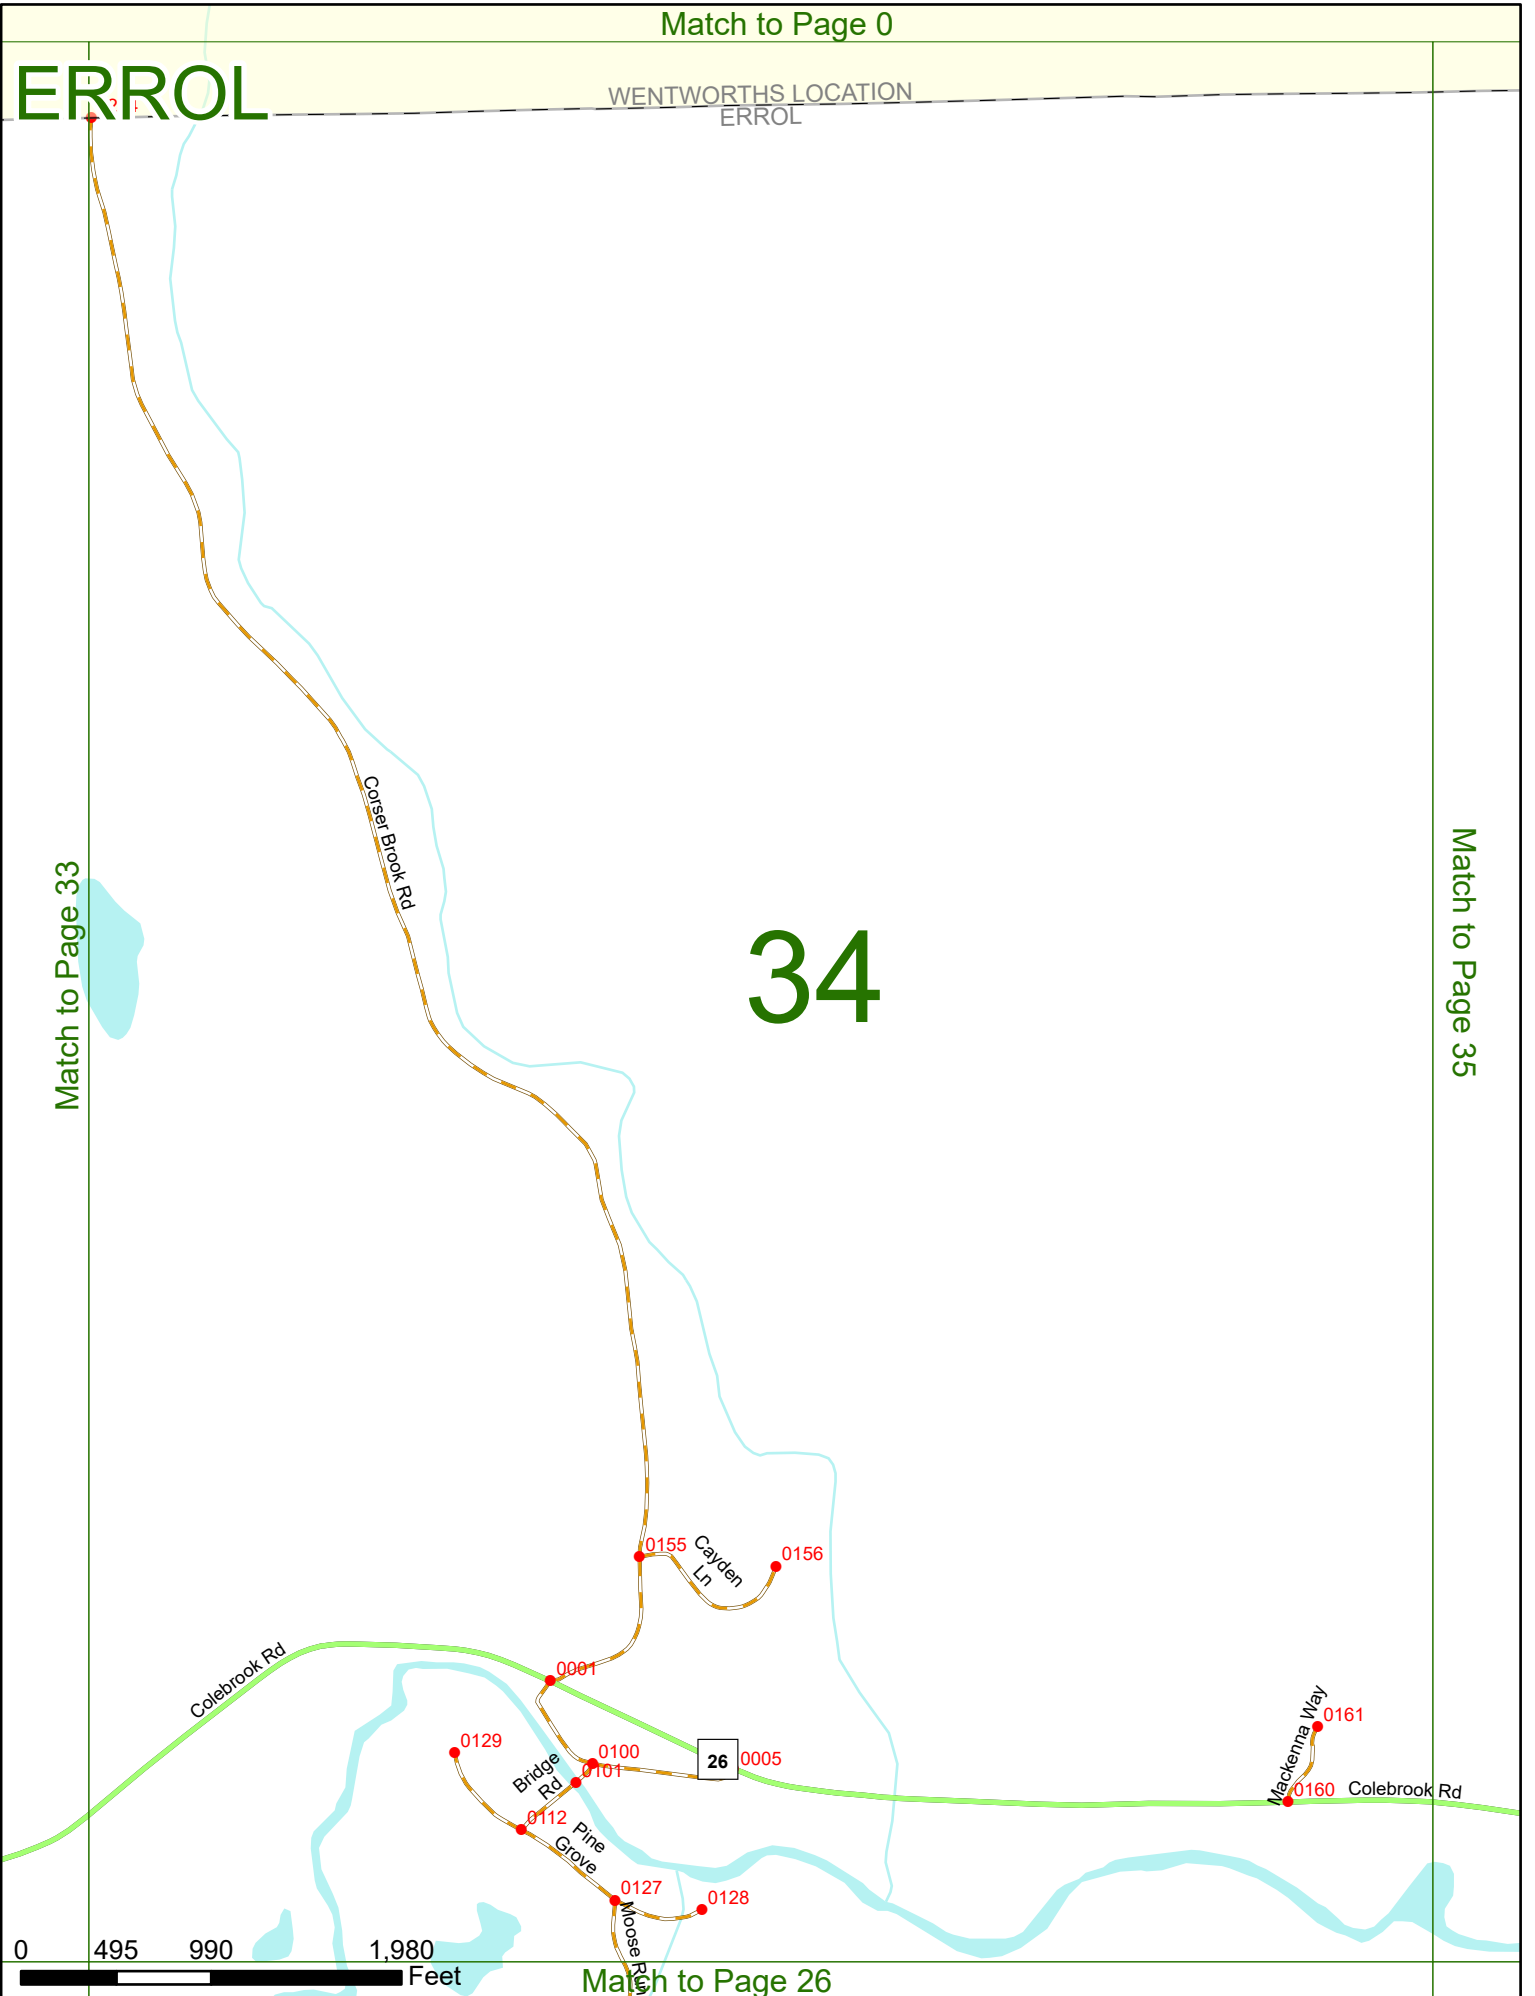 Match to Page 0
ERROL
WENTWORTHS LOCATION
ERROL
Corser Brook Rd
Match to Page 33
34
Match to Page 35
0155
Cayden
Ln
0156
Colebrook Rd
0001
0129
Bridge
Rd
0100
0101
26
0005
Mackenna Way
0161
0160
Colebrook Rd
0112
Pine
Grove
0127
0128
Moose Run
0
495
990
1,980
Feet
Match to Page 26